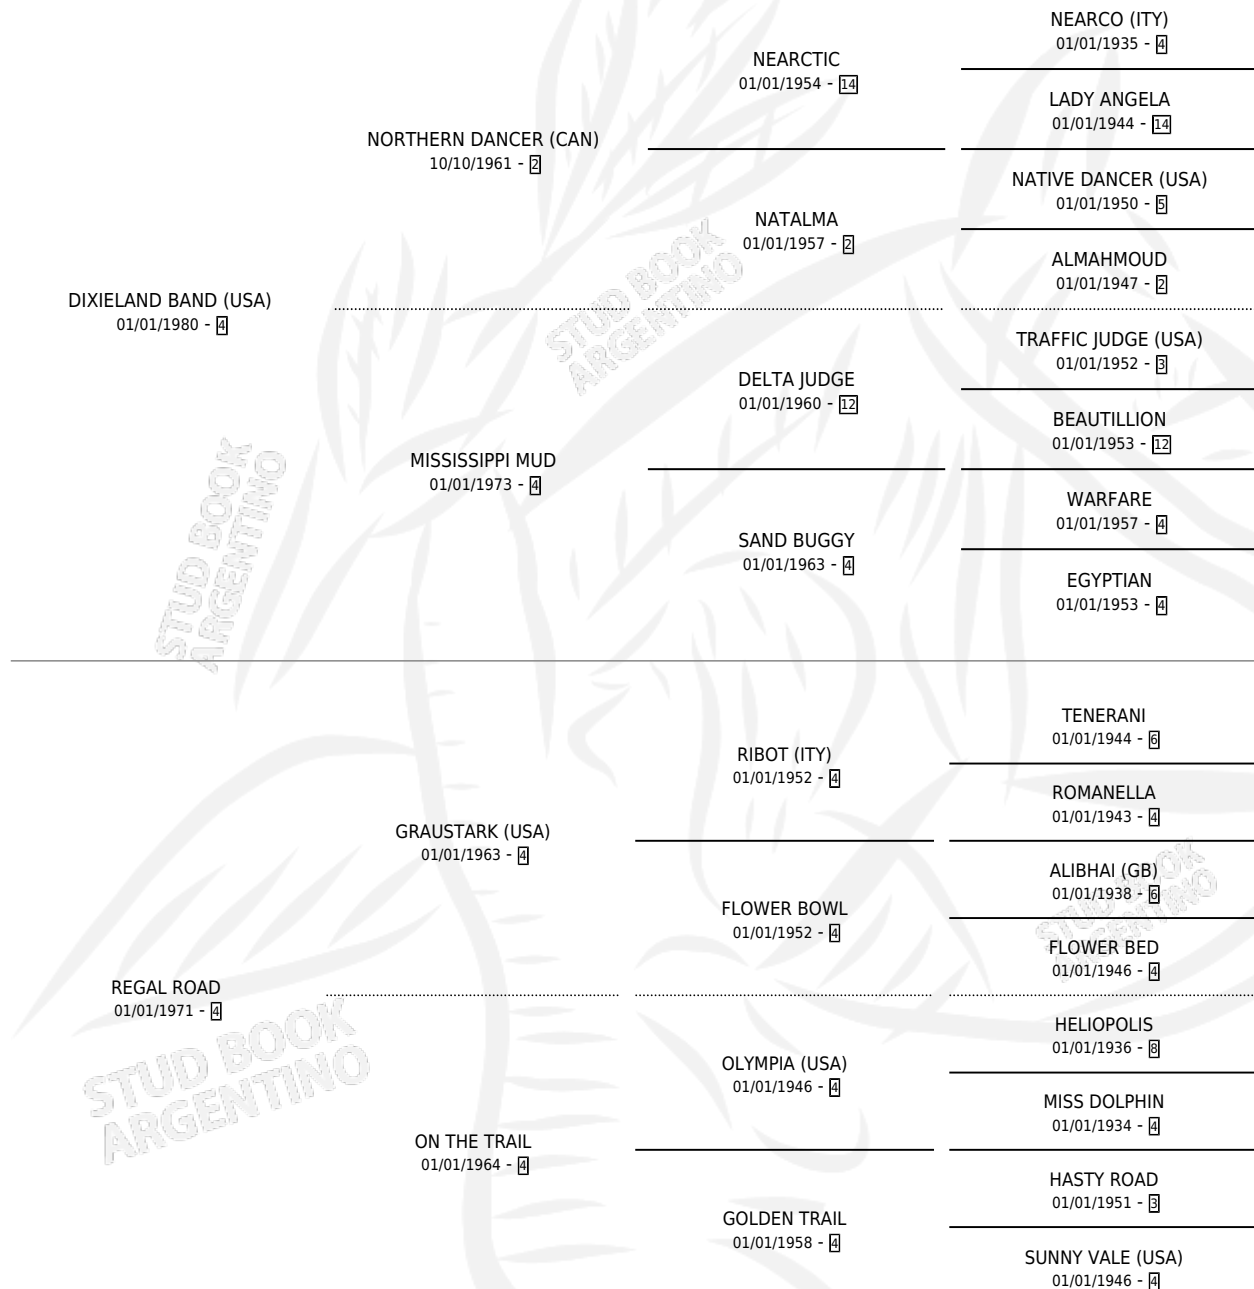 NEARCO (ITY)
01/01/1935 - 4
NEARCTIC
01/01/1954 - 14
LADY ANGELA
01/01/1944 - 14
NORTHERN DANCER (CAN)
10/10/1961 - 2
NATIVE DANCER (USA)
01/01/1950 - 5
NATALMA
01/01/1957 - 2
ALMAHMOUD
01/01/1947 - 2
DIXIELAND BAND (USA)
01/01/1980 - 4
STUD BOOK
ARGENTINO
TRAFFIC JUDGE (USA)
01/01/1952 - 3
DELTA JUDGE
01/01/1960 - 12
BEAUTILLION
01/01/1953 - 12
MISSISSIPPI MUD
01/01/1973 - 4
WARFARE
01/01/1957 - 4
SAND BUGGY
01/01/1963 - 4
EGYPTIAN
01/01/1953 - 4
STUD BOOK
ARGENTINO
TENERANI
01/01/1944 - 6
RIBOT (ITY)
01/01/1952 - 4
ROMANELLA
01/01/1943 - 4
GRAUSTARK (USA)
01/01/1963 - 4
ALIBHAI (GB)
01/01/1938 - 6
FLOWER BOWL
01/01/1952 - 4
FLOWER BED
01/01/1946 - 4
STUD BOOK
ARGENTINO
REGAL ROAD
01/01/1971 - 4
HELIOPOLIS
01/01/1936 - 8
OLYMPIA (USA)
01/01/1946 - 4
MISS DOLPHIN
01/01/1934 - 4
STUD BOOK
ARGENTINO
ON THE TRAIL
01/01/1964 - 4
HASTY ROAD
01/01/1951 - 3
GOLDEN TRAIL
01/01/1958 - 4
SUNNY VALE (USA)
01/01/1946 - 4